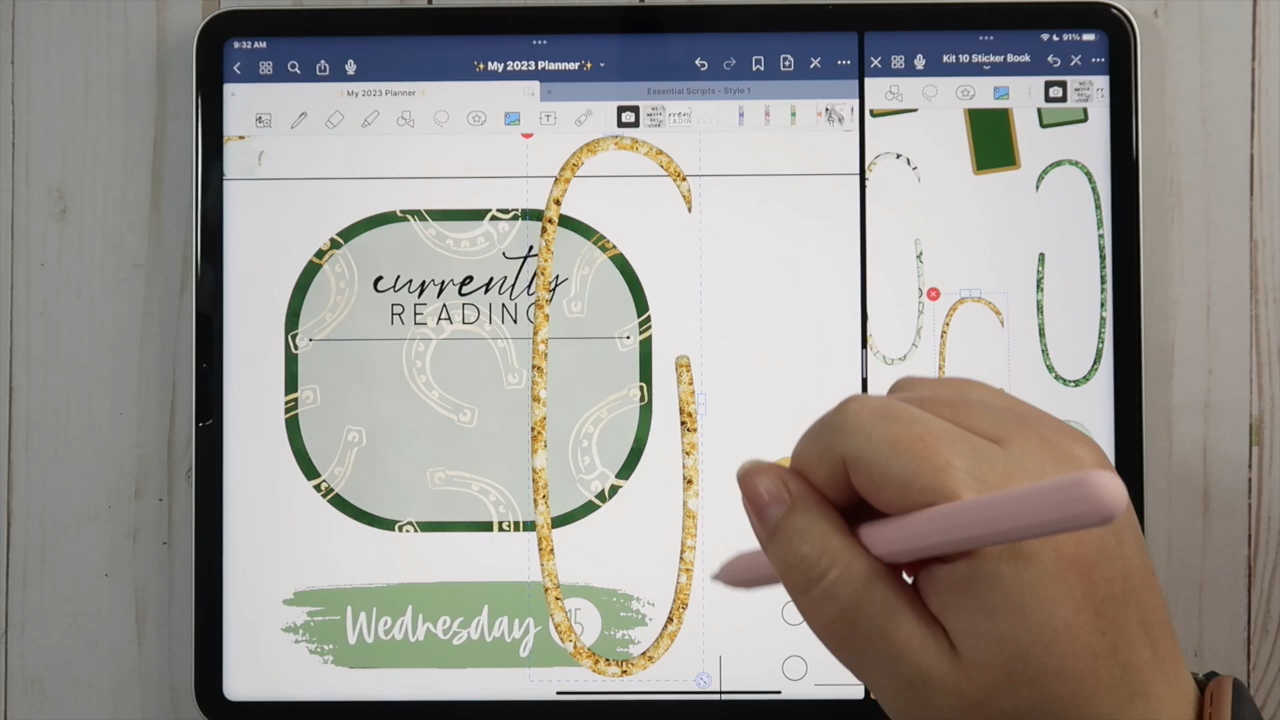 9:32 AM
91%
✨My 2023 Planner✨
Kit 10 Sticker Book
My 2023 Planner
Essential Scripts - Style 1
currently
READING
Wednesday 15